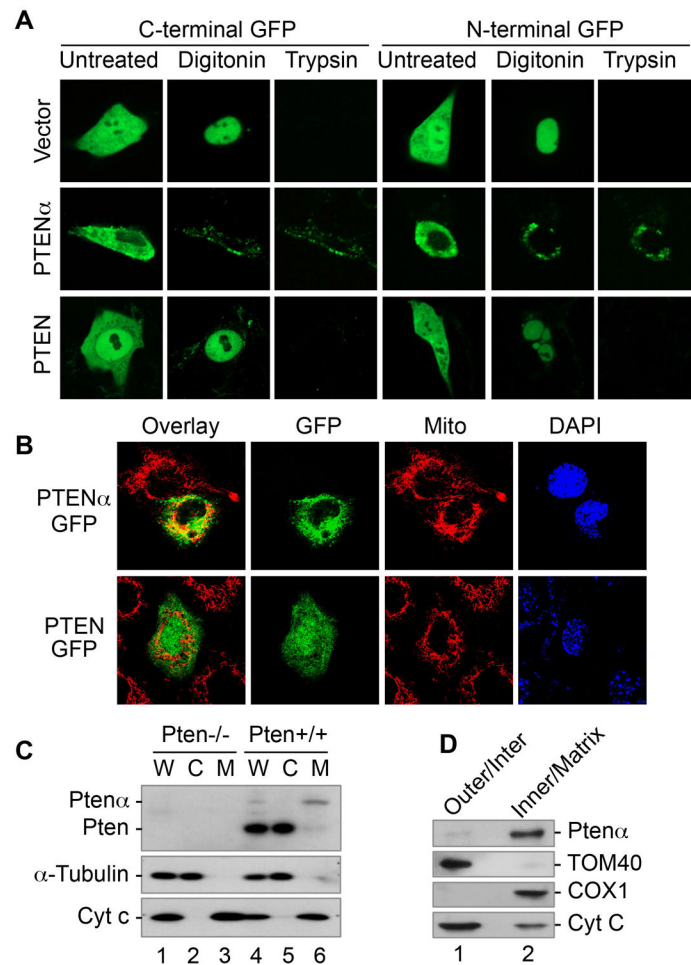 A
C-terminal GFP N-terminal GFP
Untreated Digitonin Trypsin Untreated Digitonin Trypsin
Vector
PTENα
PTEN
B
Overlay GFP Mito DAPI
PTENα
GFP
PTEN
GFP
C
Pten-/- Pten+/+
W C M W C M
Ptenα
Pten
α-Tubulin
Cyt c
1 2 3 4 5 6
D
Outer/Inter Inner/Matrix
Ptenα
TOM40
COX1
Cyt C
1 2